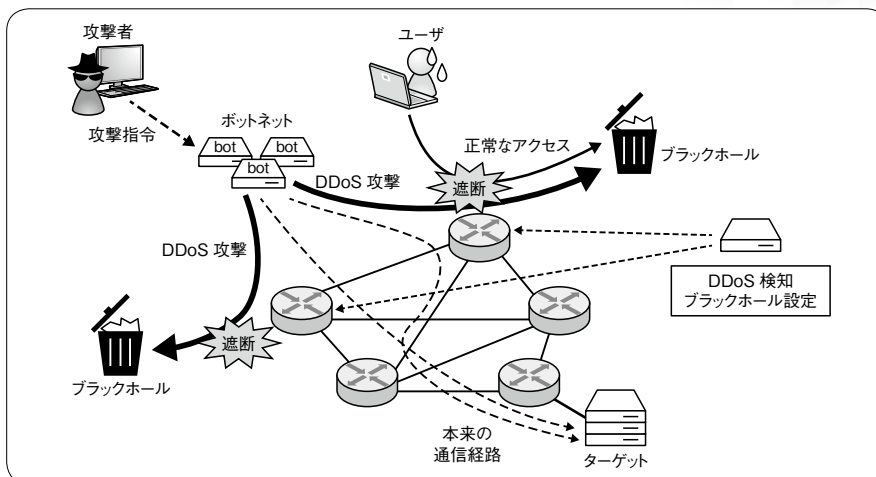 攻撃者
ユーザ
攻撃指令
ボットネット
bot
bot
bot
正常なアクセス
ブラックホール
DDoS 攻撃
遮断
DDoS 攻撃
DDoS 検知
ブラックホール設定
遮断
ブラックホール
本来の
通信経路
ターゲット